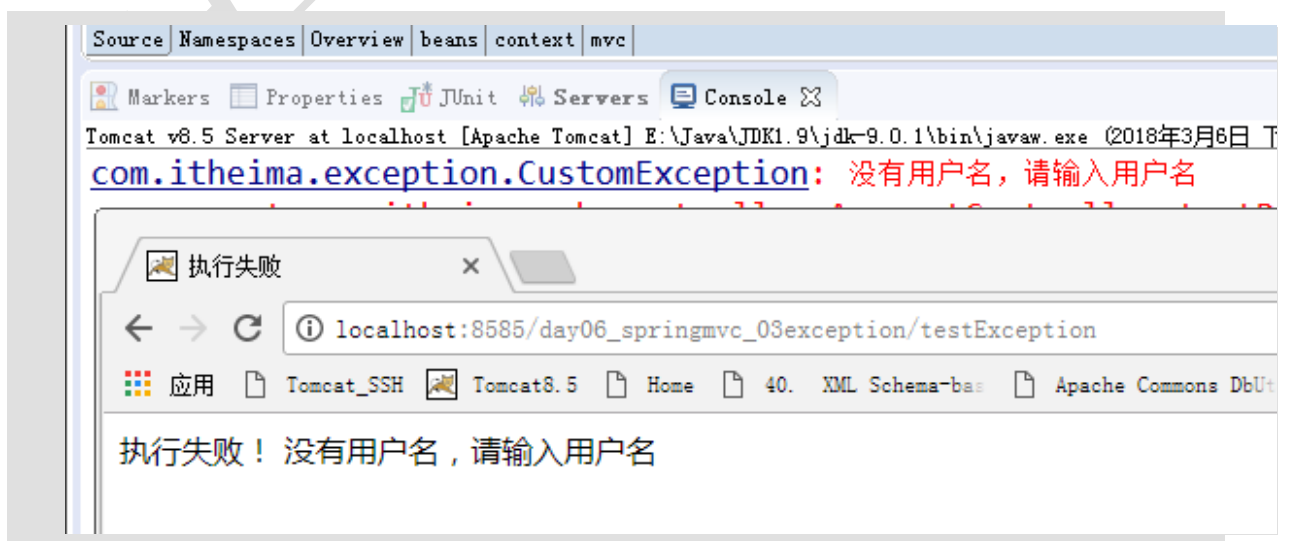 Source Namespaces Overview beans context mvc
Markers Properties JUnit Servers Console
Tomcat v8.5 Server at localhost [Apache Tomcat] E:\Java\JDK1.9\jdk-9.0.1\bin\javaw.exe (2018年3月6日 下
com.itheima.exception.CustomException: 没有用户名，请输入用户名
执行失败
localhost:8585/day06_springmvc_03exception/testException
应用 Tomcat_SSH Tomcat8.5 Home 40. XML Schema-bas Apache Commons DbUt
执行失败！ 没有用户名，请输入用户名